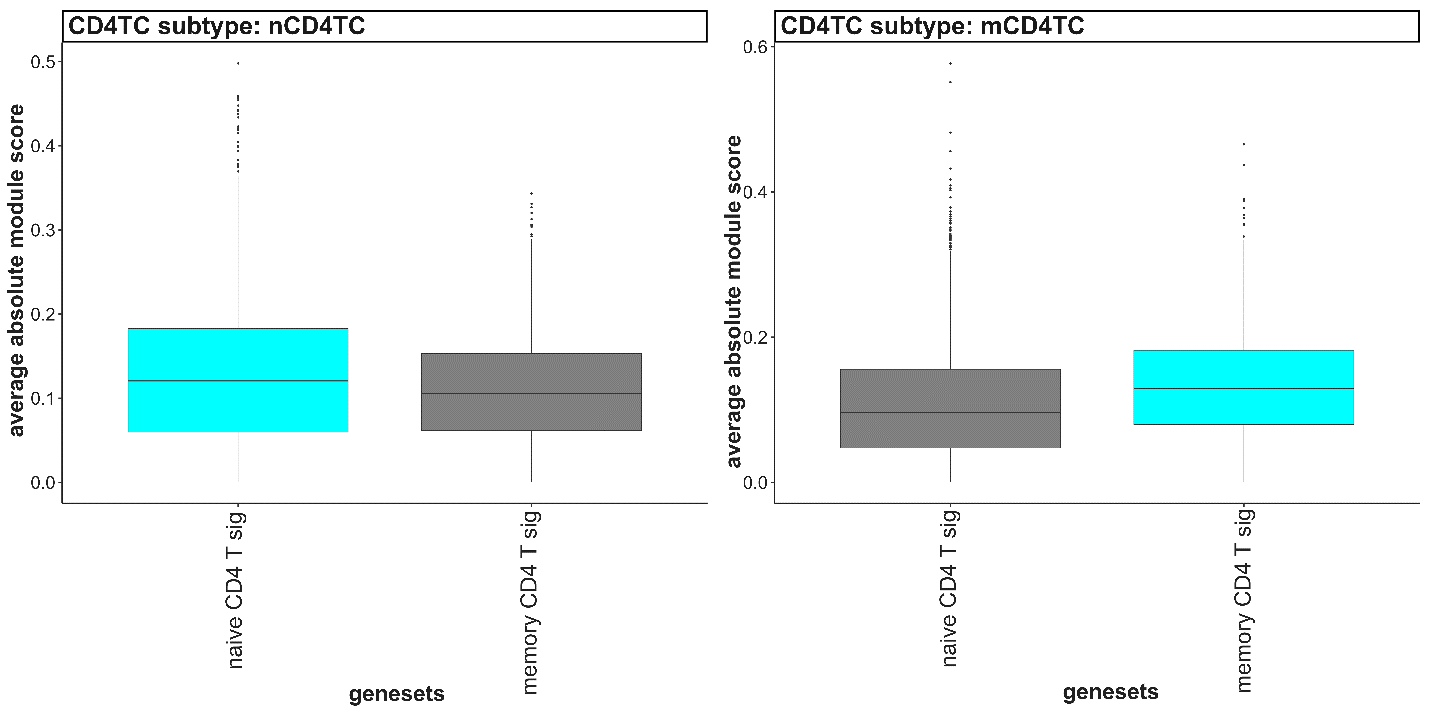 CD4TC subtype: nCD4TC
average absolute module score
0.5
0.4
0.3
0.2
0.1
0.0
naive CD4 T sig
memory CD4 T sig
genesets
CD4TC subtype: mCD4TC
average absolute module score
0.6
0.4
0.2
0.0
naive CD4 T sig
memory CD4 T sig
genesets